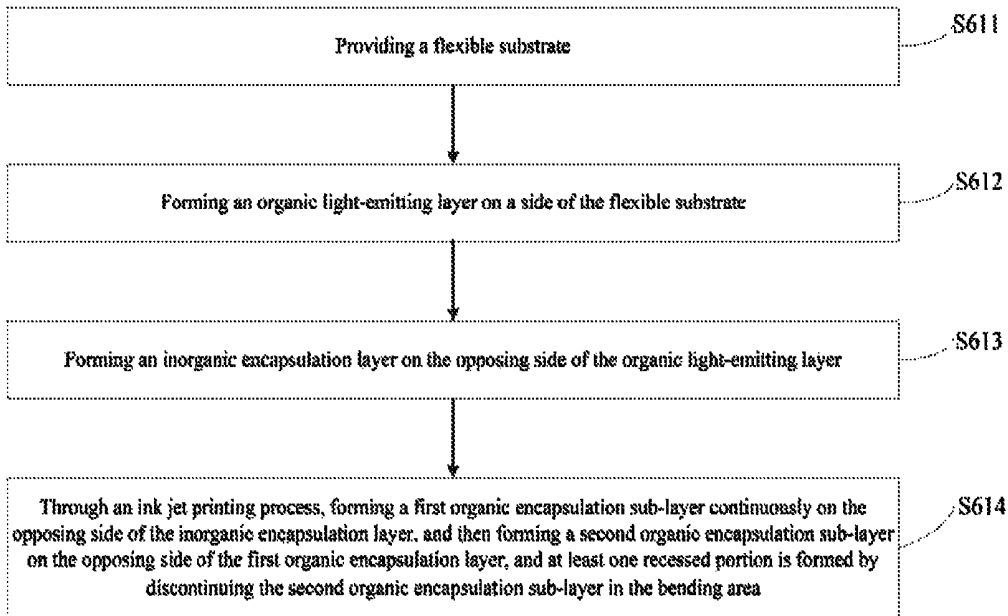 Providing a flexible substrate
S611
Forming an organic light-emitting layer on a side of the flexible substrate
S612
Forming an inorganic encapsulation layer on the opposing side of the organic light-emitting layer
S613
Through an ink jet printing process, forming a first organic encapsulation sub-layer continuously on the
opposing side of the inorganic encapsulation layer, and then forming a second organic encapsulation sub-layer
on the opposing side of the first organic encapsulation layer, and at least one recessed portion is formed by
discontinuing the second organic encapsulation sub-layer in the bending area
S614